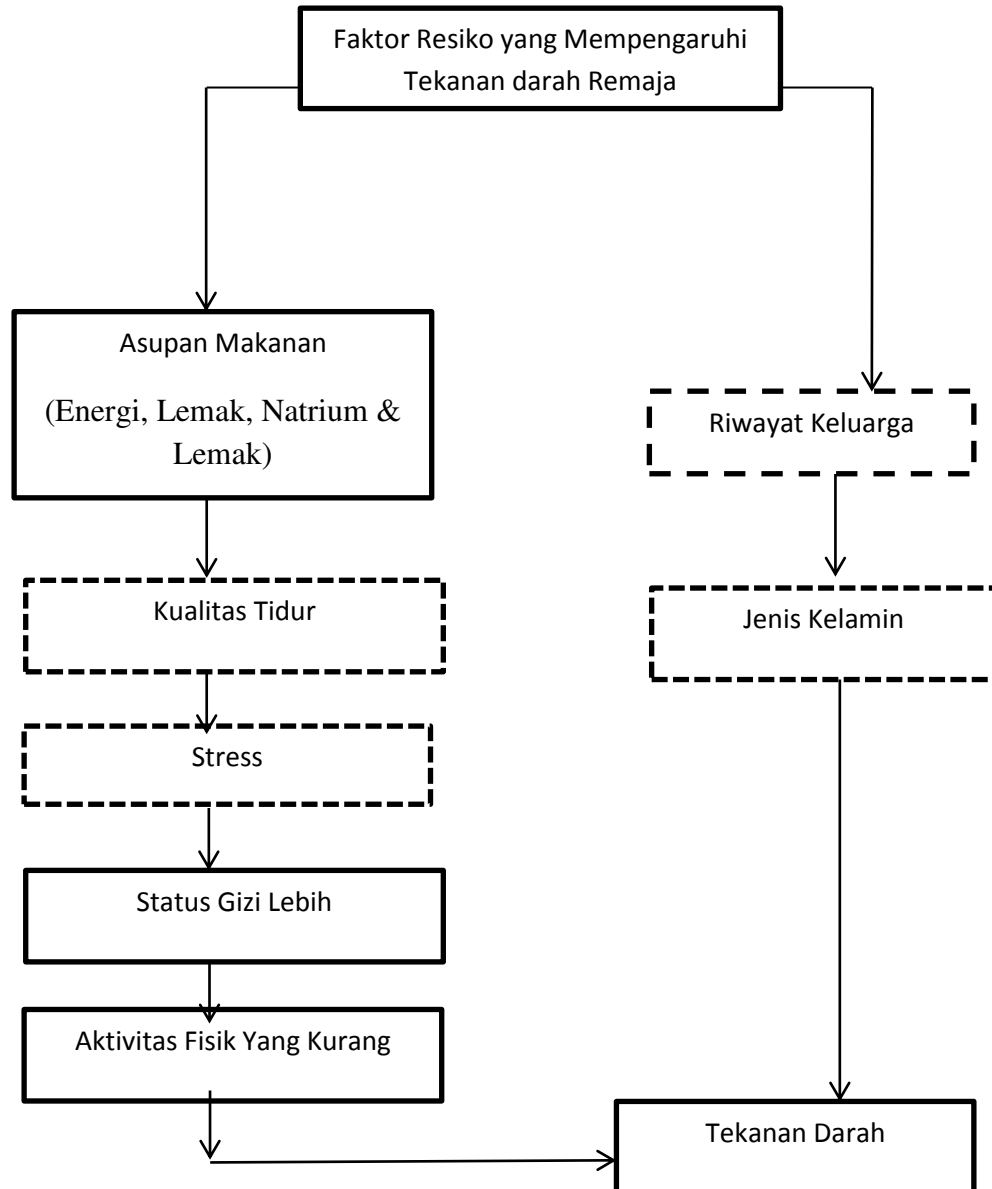 Faktor Resiko yang Mempengaruhi
Tekanan darah Remaja
Asupan Makanan
(Energi, Lemak, Natrium &
Lemak)
Riwayat Keluarga
Kualitas Tidur
Jenis Kelamin
Stress
Status Gizi Lebih
Aktivitas Fisik Yang Kurang
Tekanan Darah